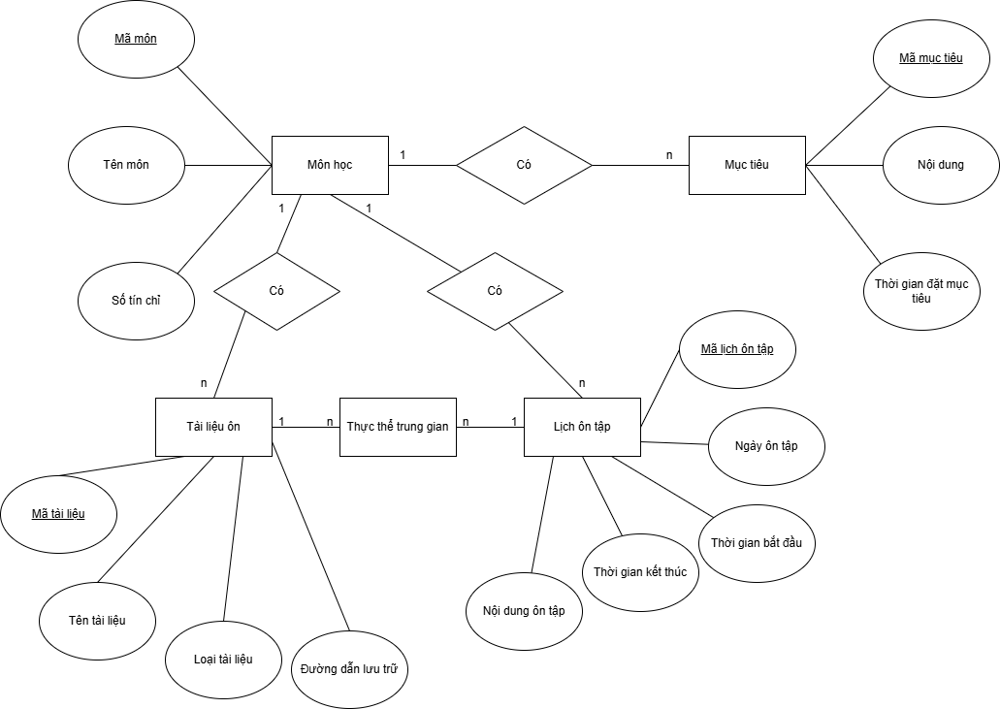 Mã môn
Mã mục tiêu
Tên môn
Môn học
1
Có
n
Mục tiêu
Nội dung
1
1
Số tín chỉ
Có
Có
Thời gian đặt mục
tiêu
Mã lịch ôn tập
n
n
Tài liệu ôn
1
n
Thực thể trung gian
n
1
Lịch ôn tập
Ngày ôn tập
Mã tài liệu
Thời gian bắt đầu
Thời gian kết thúc
Tên tài liệu
Nội dung ôn tập
Loại tài liệu
Đường dẫn lưu trữ